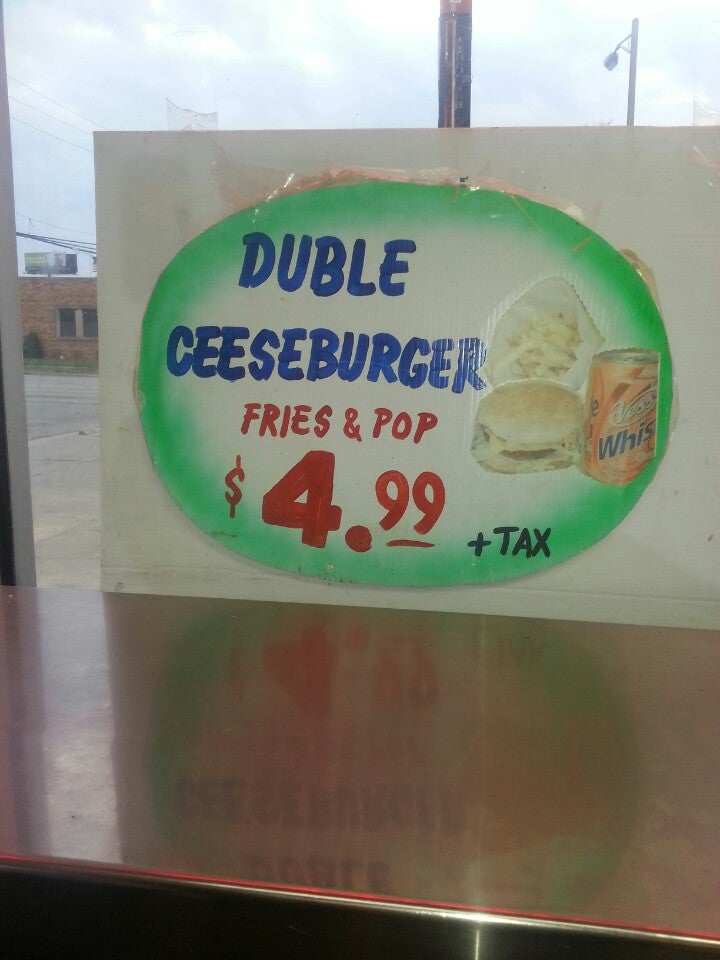 DUBLE
CEESEBURGER
FRIES & POP
$4.99
+TAX
Whis